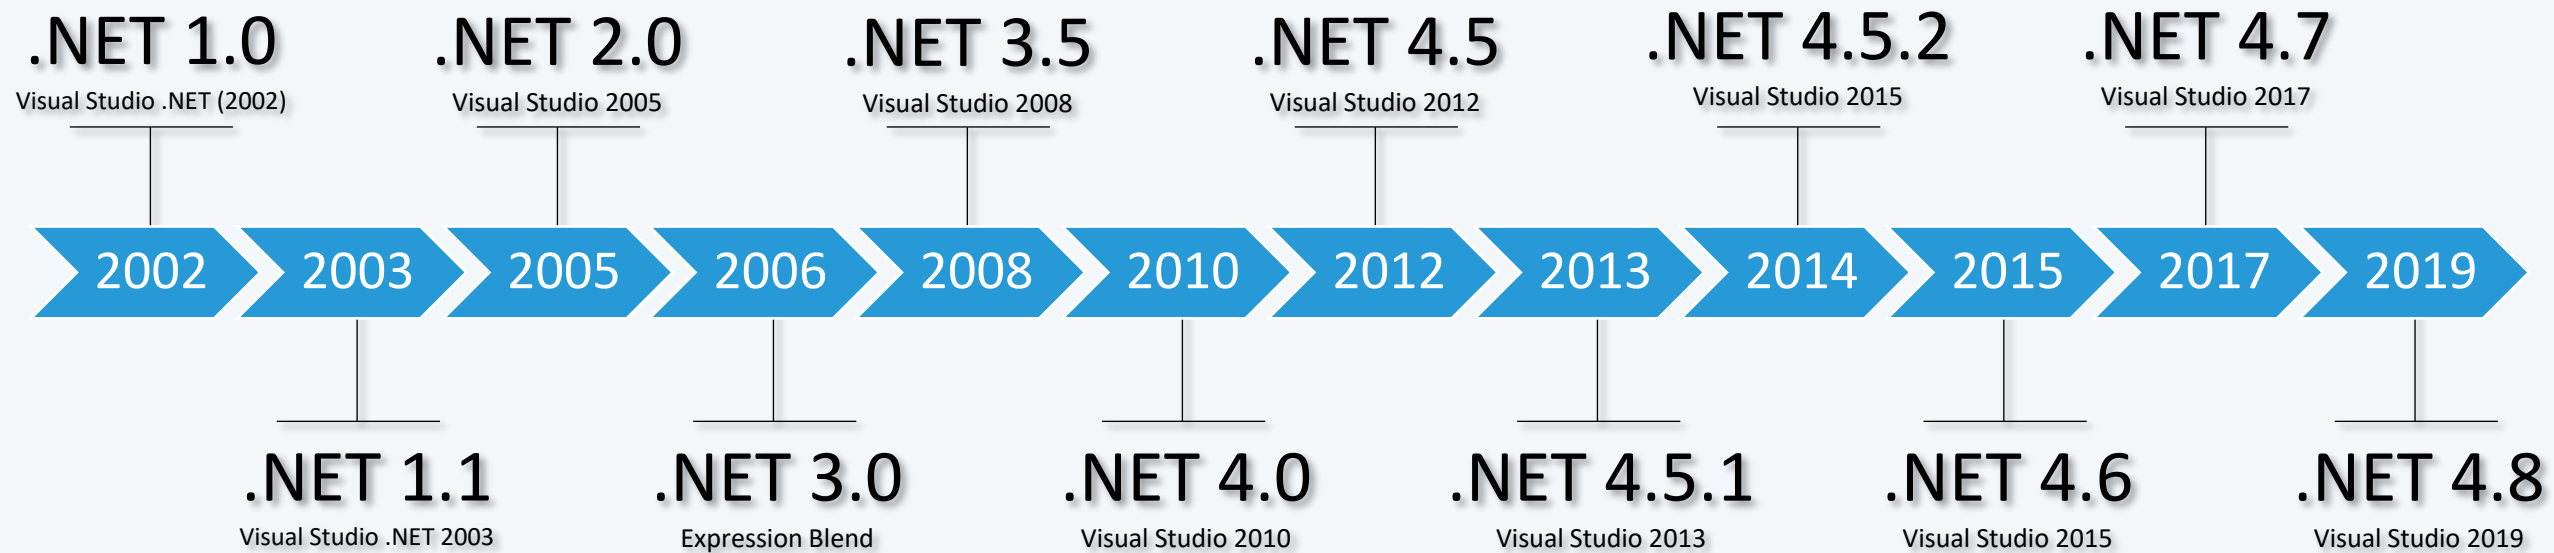 .NET 1.0
Visual Studio .NET (2002)
.NET 2.0
Visual Studio 2005
.NET 3.5
Visual Studio 2008
.NET 4.5
Visual Studio 2012
.NET 4.5.2
Visual Studio 2015
.NET 4.7
Visual Studio 2017
2002
2003
2005
2006
2008
2010
2012
2013
2014
2015
2017
2019
.NET 1.1
Visual Studio .NET 2003
.NET 3.0
Expression Blend
.NET 4.0
Visual Studio 2010
.NET 4.5.1
Visual Studio 2013
.NET 4.6
Visual Studio 2015
.NET 4.8
Visual Studio 2019